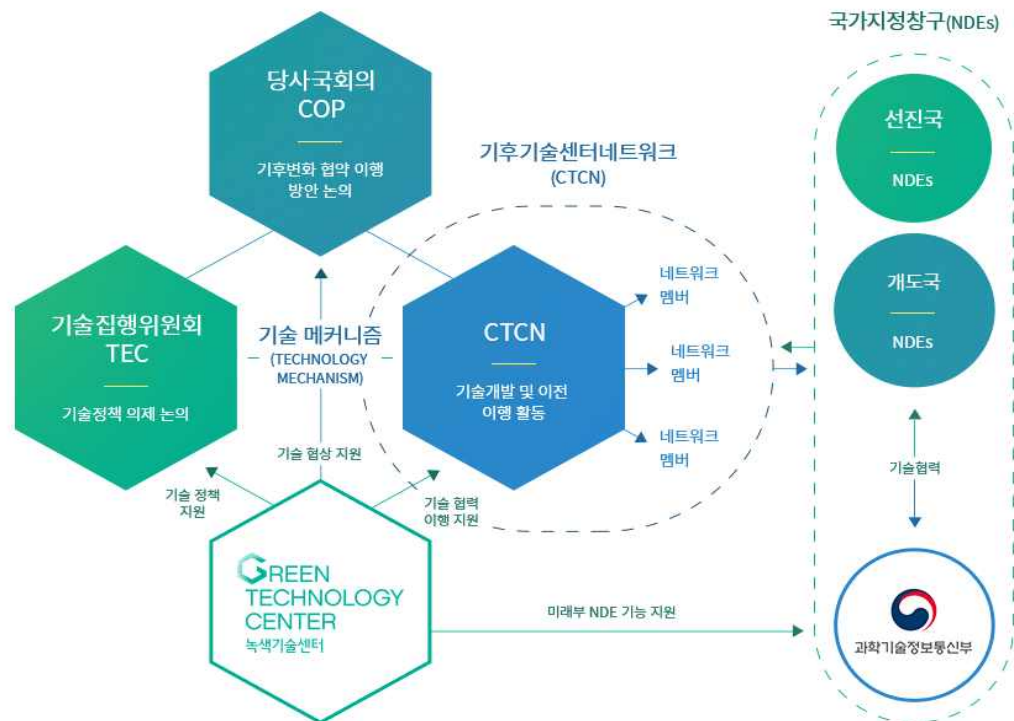 국가지정창구(NDEs)
당사국회의
COP
기후변화 협약 이행
방안 논의
선진국
NDEs
기후기술센터네트워크
(CTCN)
개도국
NDEs
기술집행위원회
TEC
기술정책 의제 논의
기술 메커니즘
(TECHNOLOGY
MECHANISM)
CTCN
기술개발 및 이전
이행 활동
네트워크
멤버
네트워크
멤버
네트워크
멤버
기술협력
기술 협상 지원
기술 정책
지원
기술 협력
이행 지원
GREEN
TECHNOLOGY
CENTER
녹색기술센터
미래부 NDE 기능 지원
과학기술정보통신부